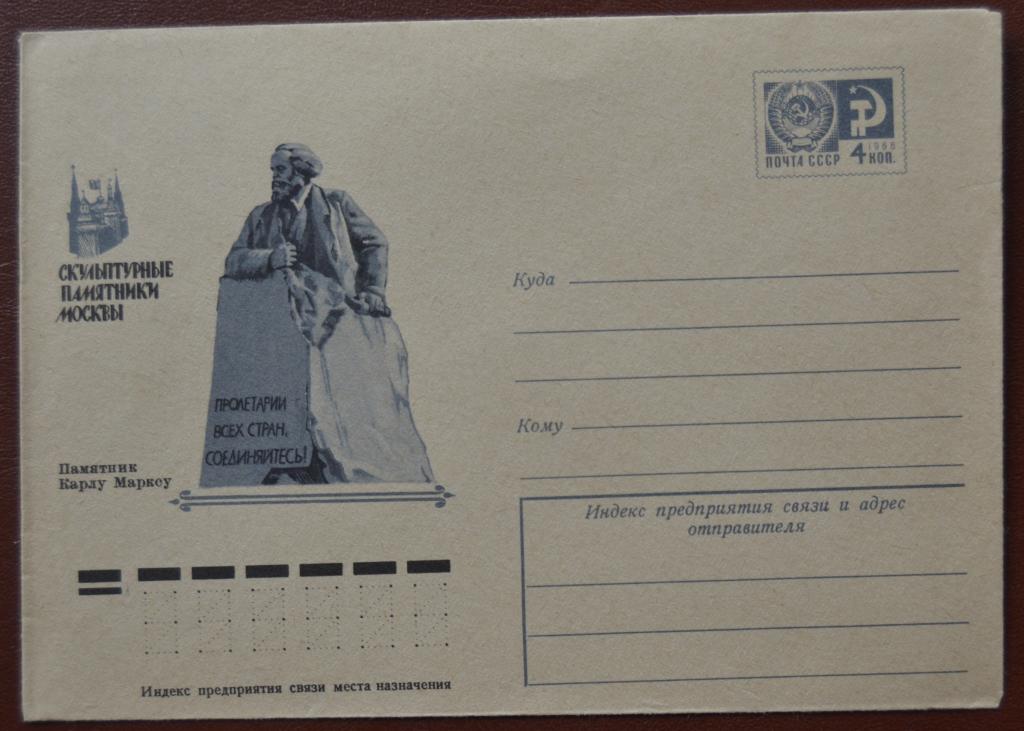 ПОЧТА СССР
4 1966
КОП.
СКУЛЬПТУРНЫЕ
ПАМЯТНИКИ
МОСКВЫ
ПРОЛЕТАРИИ
ВСЕХ СТРАН,
СОЕДИНЯЙТЕСЬ!
Памятник
Карлу Марксу
Куда
Кому
Индекс предприятия связи и адрес
отправителя
Индекс предприятия связи места назначения